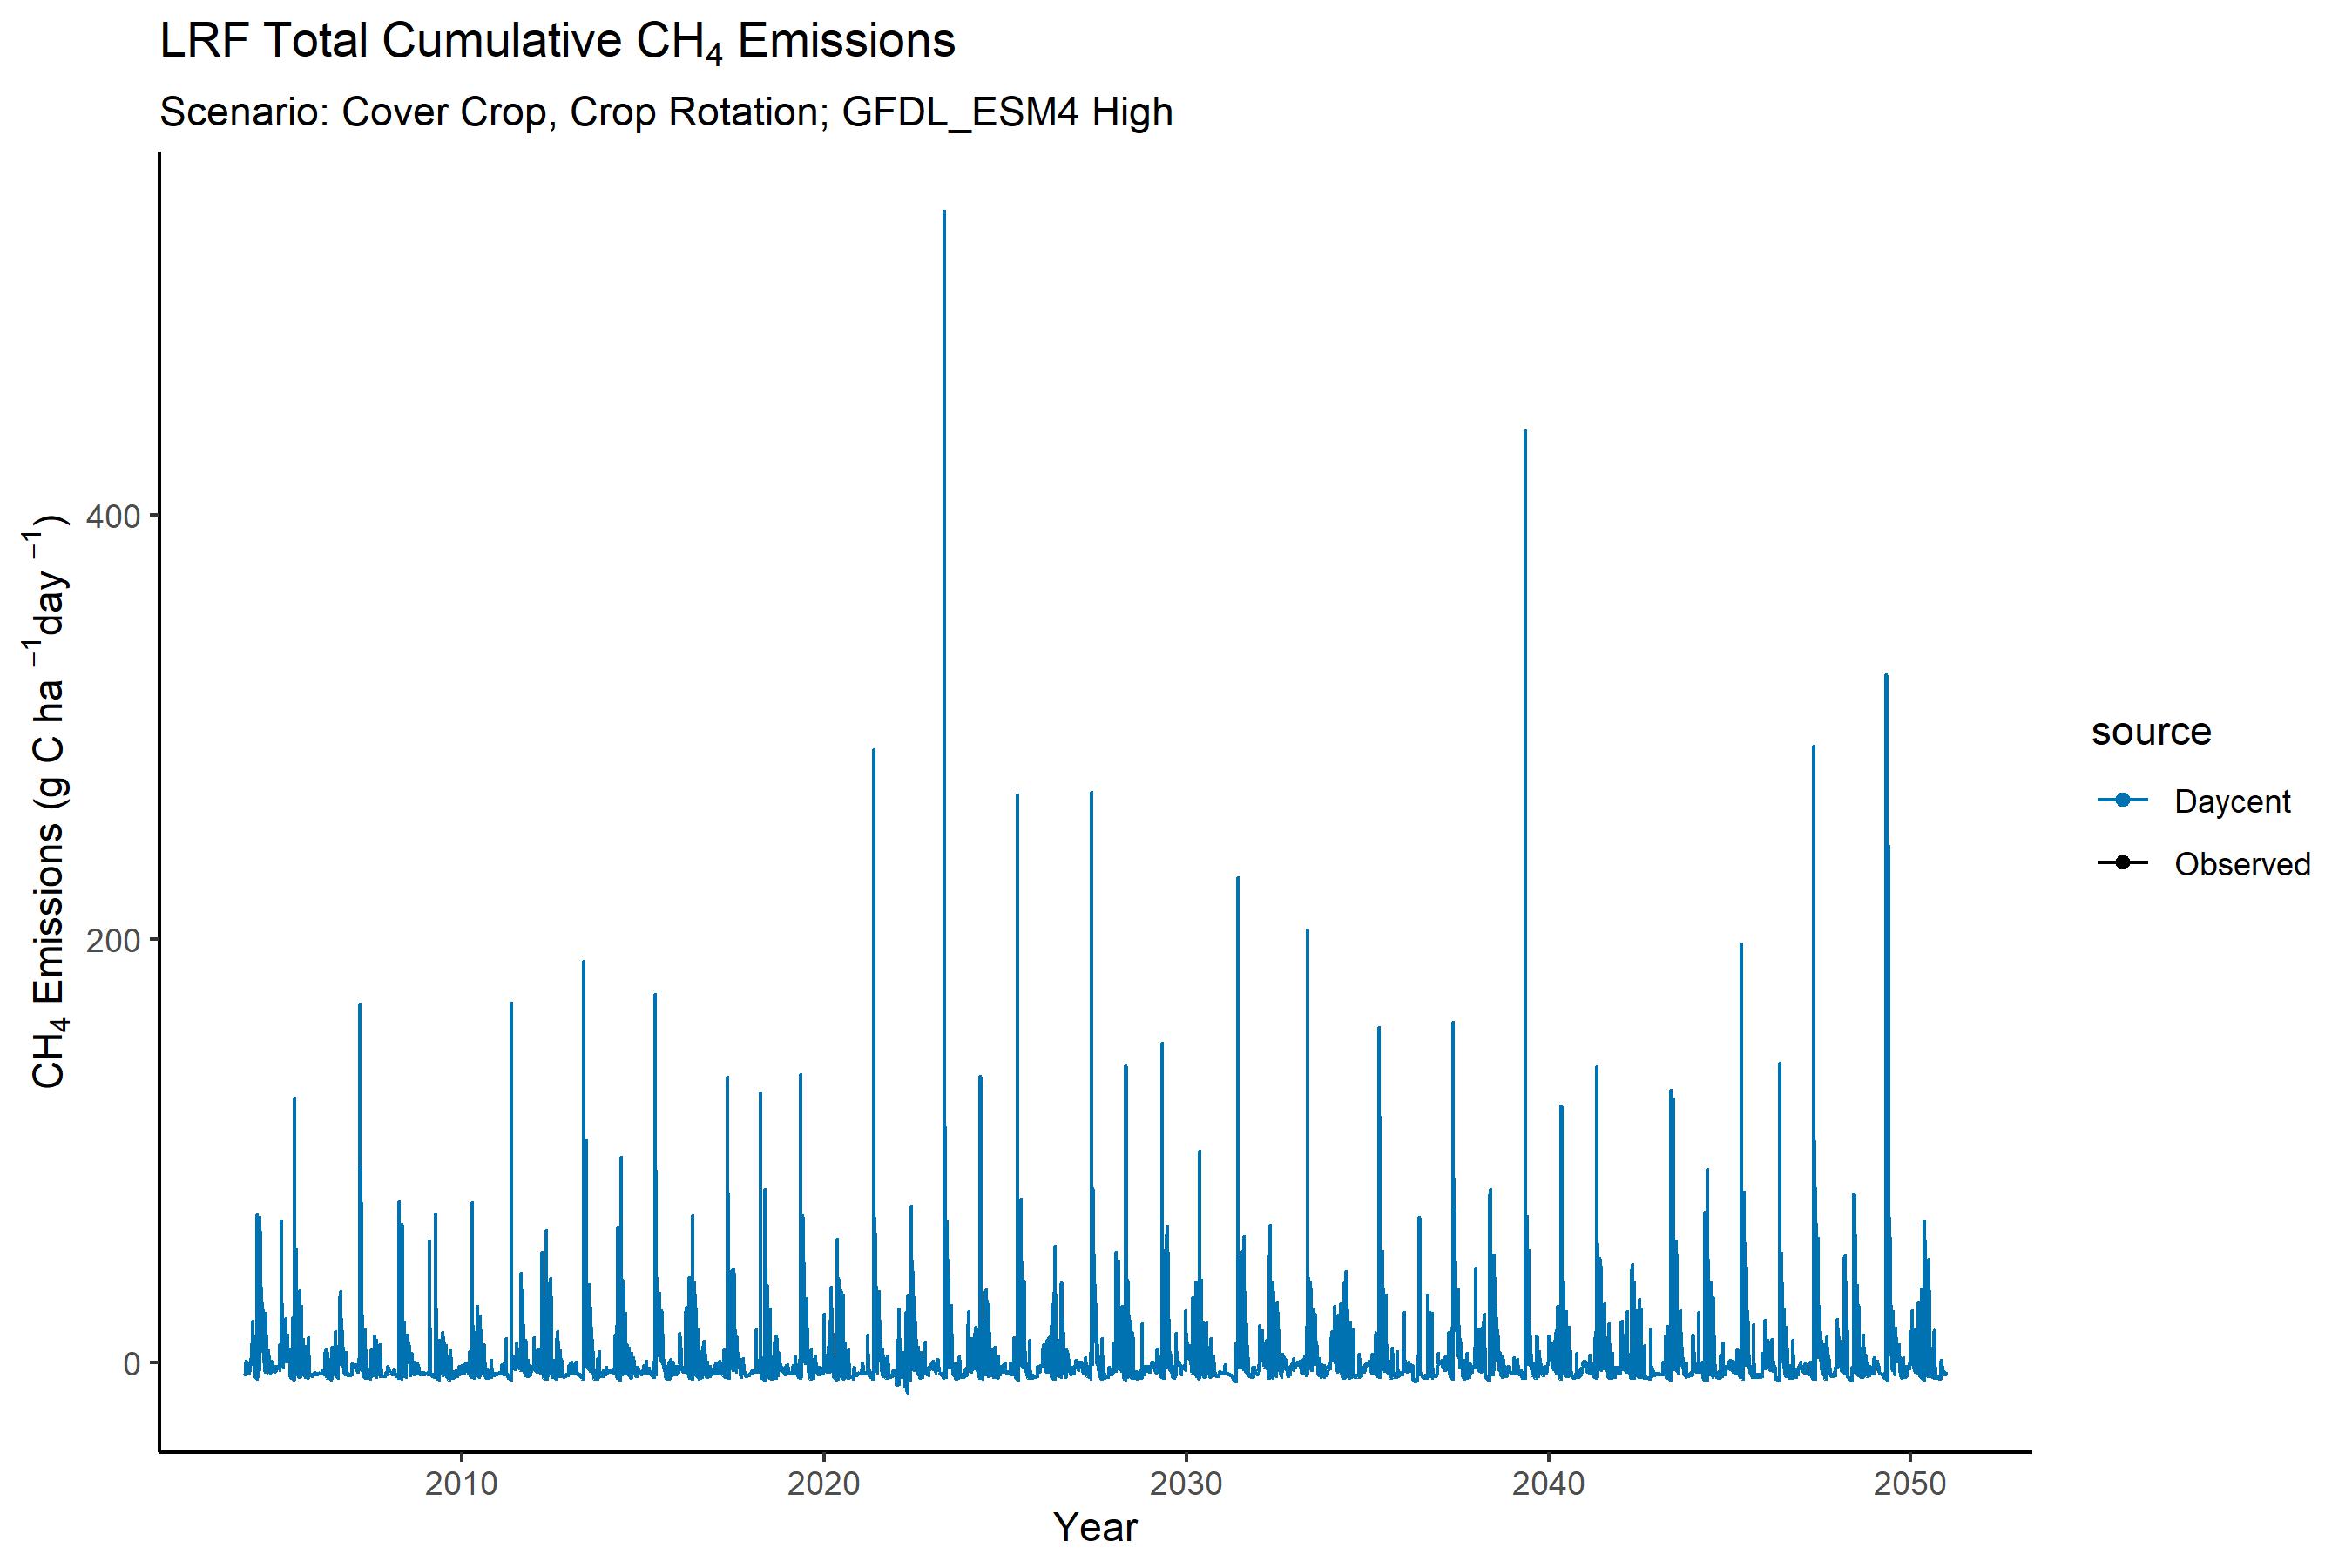 LRF Total Cumulative CH₄ Emissions
Scenario: Cover Crop, Crop Rotation; GFDL_ESM4 High
CH₄ Emissions (g C ha ⁻¹day ⁻¹)
400
200
0
2010 2020 2030 2040 2050
Year
source
Daycent
Observed